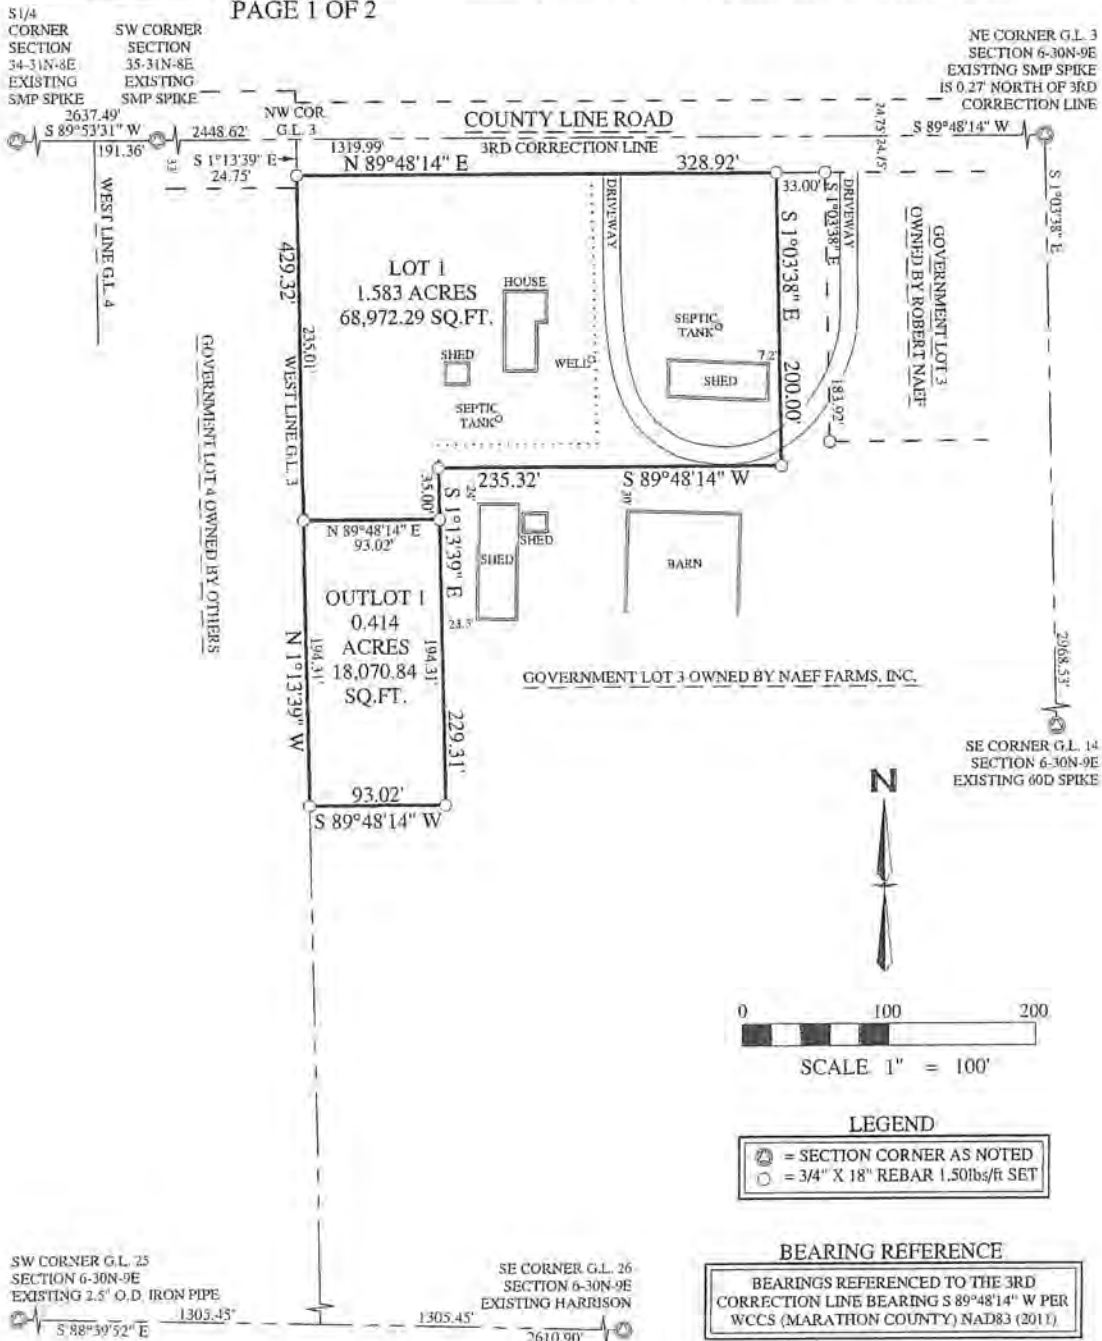 PAGE 1 OF 2
S1/4
CORNER
SECTION
34-31N-8E
EXISTING
SMP SPIKE
SW CORNER
SECTION
35-31N-8E
EXISTING
SMP SPIKE
NE CORNER G.L. 3
SECTION 6-30N-9E
EXISTING SMP SPIKE
IS 0.27' NORTH OF 3RD
CORRECTION LINE
2637.49'
S 89°53'31" W
191.36'
2448.62'
33'
NW COR.
G.L. 3
S 1°13'39" E
24.75'
COUNTY LINE ROAD
1319.99'
3RD CORRECTION LINE
24.75'
24.75'
S 89°48'14" W
N 89°48'14" E
328.92'
33.00'
WEST LINE G.L. 4
429.32'
235.01'
WEST LINE G.L. 3
LOT 1
1.583 ACRES
68,972.29 SQ.FT.
HOUSE
SHED
WELL
SEPTIC
TANK
DRIVEWAY
SEPTIC
TANK
7.2'
SHED
S 1°03'38" E
200.00'
S 1°03'38" E
183.92'
DRIVEWAY
GOVERNMENT LOT 3
OWNED BY ROBERT NAEF
S 1°03'38" E
2968.53'
GOVERNMENT LOT 4 OWNED BY OTHERS
235.32'
S 89°48'14" W
35.00'
S 1°13'39" E
N 89°48'14" E
93.02'
SHED
SHED
23.3'
30'
BARN
OUTLOT 1
0.414
ACRES
18,070.84
SQ.FT.
N 1°13'39" W
194.31'
194.31'
229.31'
93.02'
S 89°48'14" W
GOVERNMENT LOT 3 OWNED BY NAEF FARMS, INC.
SE CORNER G.L. 14
SECTION 6-30N-9E
EXISTING 60D SPIKE
N
0 100 200
SCALE 1" = 100'
LEGEND
= SECTION CORNER AS NOTED
= 3/4" X 18" REBAR 1.50lbs/ft SET
BEARING REFERENCE
BEARINGS REFERENCED TO THE 3RD
CORRECTION LINE BEARING S 89°48'14" W PER
WCCS (MARATHON COUNTY) NAD83 (2011)
SW CORNER G.L. 25
SECTION 6-30N-9E
EXISTING 2.5" O.D. IRON PIPE
1305.45'
S 88°39'52" E
SE CORNER G.L. 26
SECTION 6-30N-9E
EXISTING HARRISON
1305.45'
2610.90'